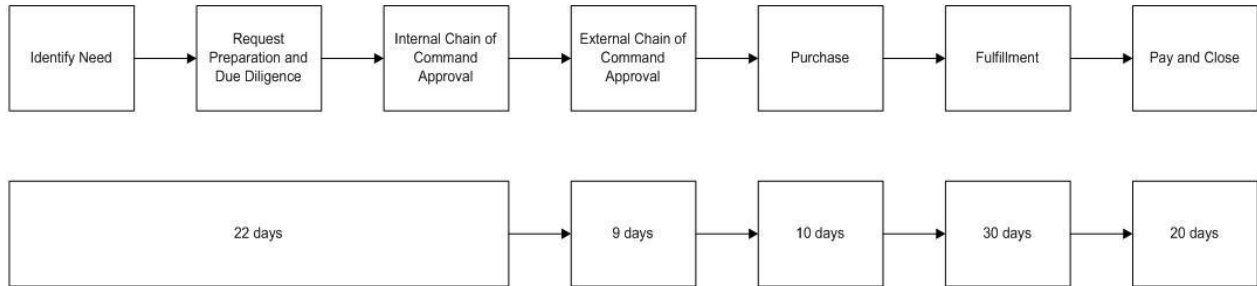 Identify Need
Request
Preparation and
Due Diligence
Internal Chain of
Command
Approval
External Chain of
Command
Approval
Purchase
Fulfillment
Pay and Close
22 days
9 days
10 days
30 days
20 days